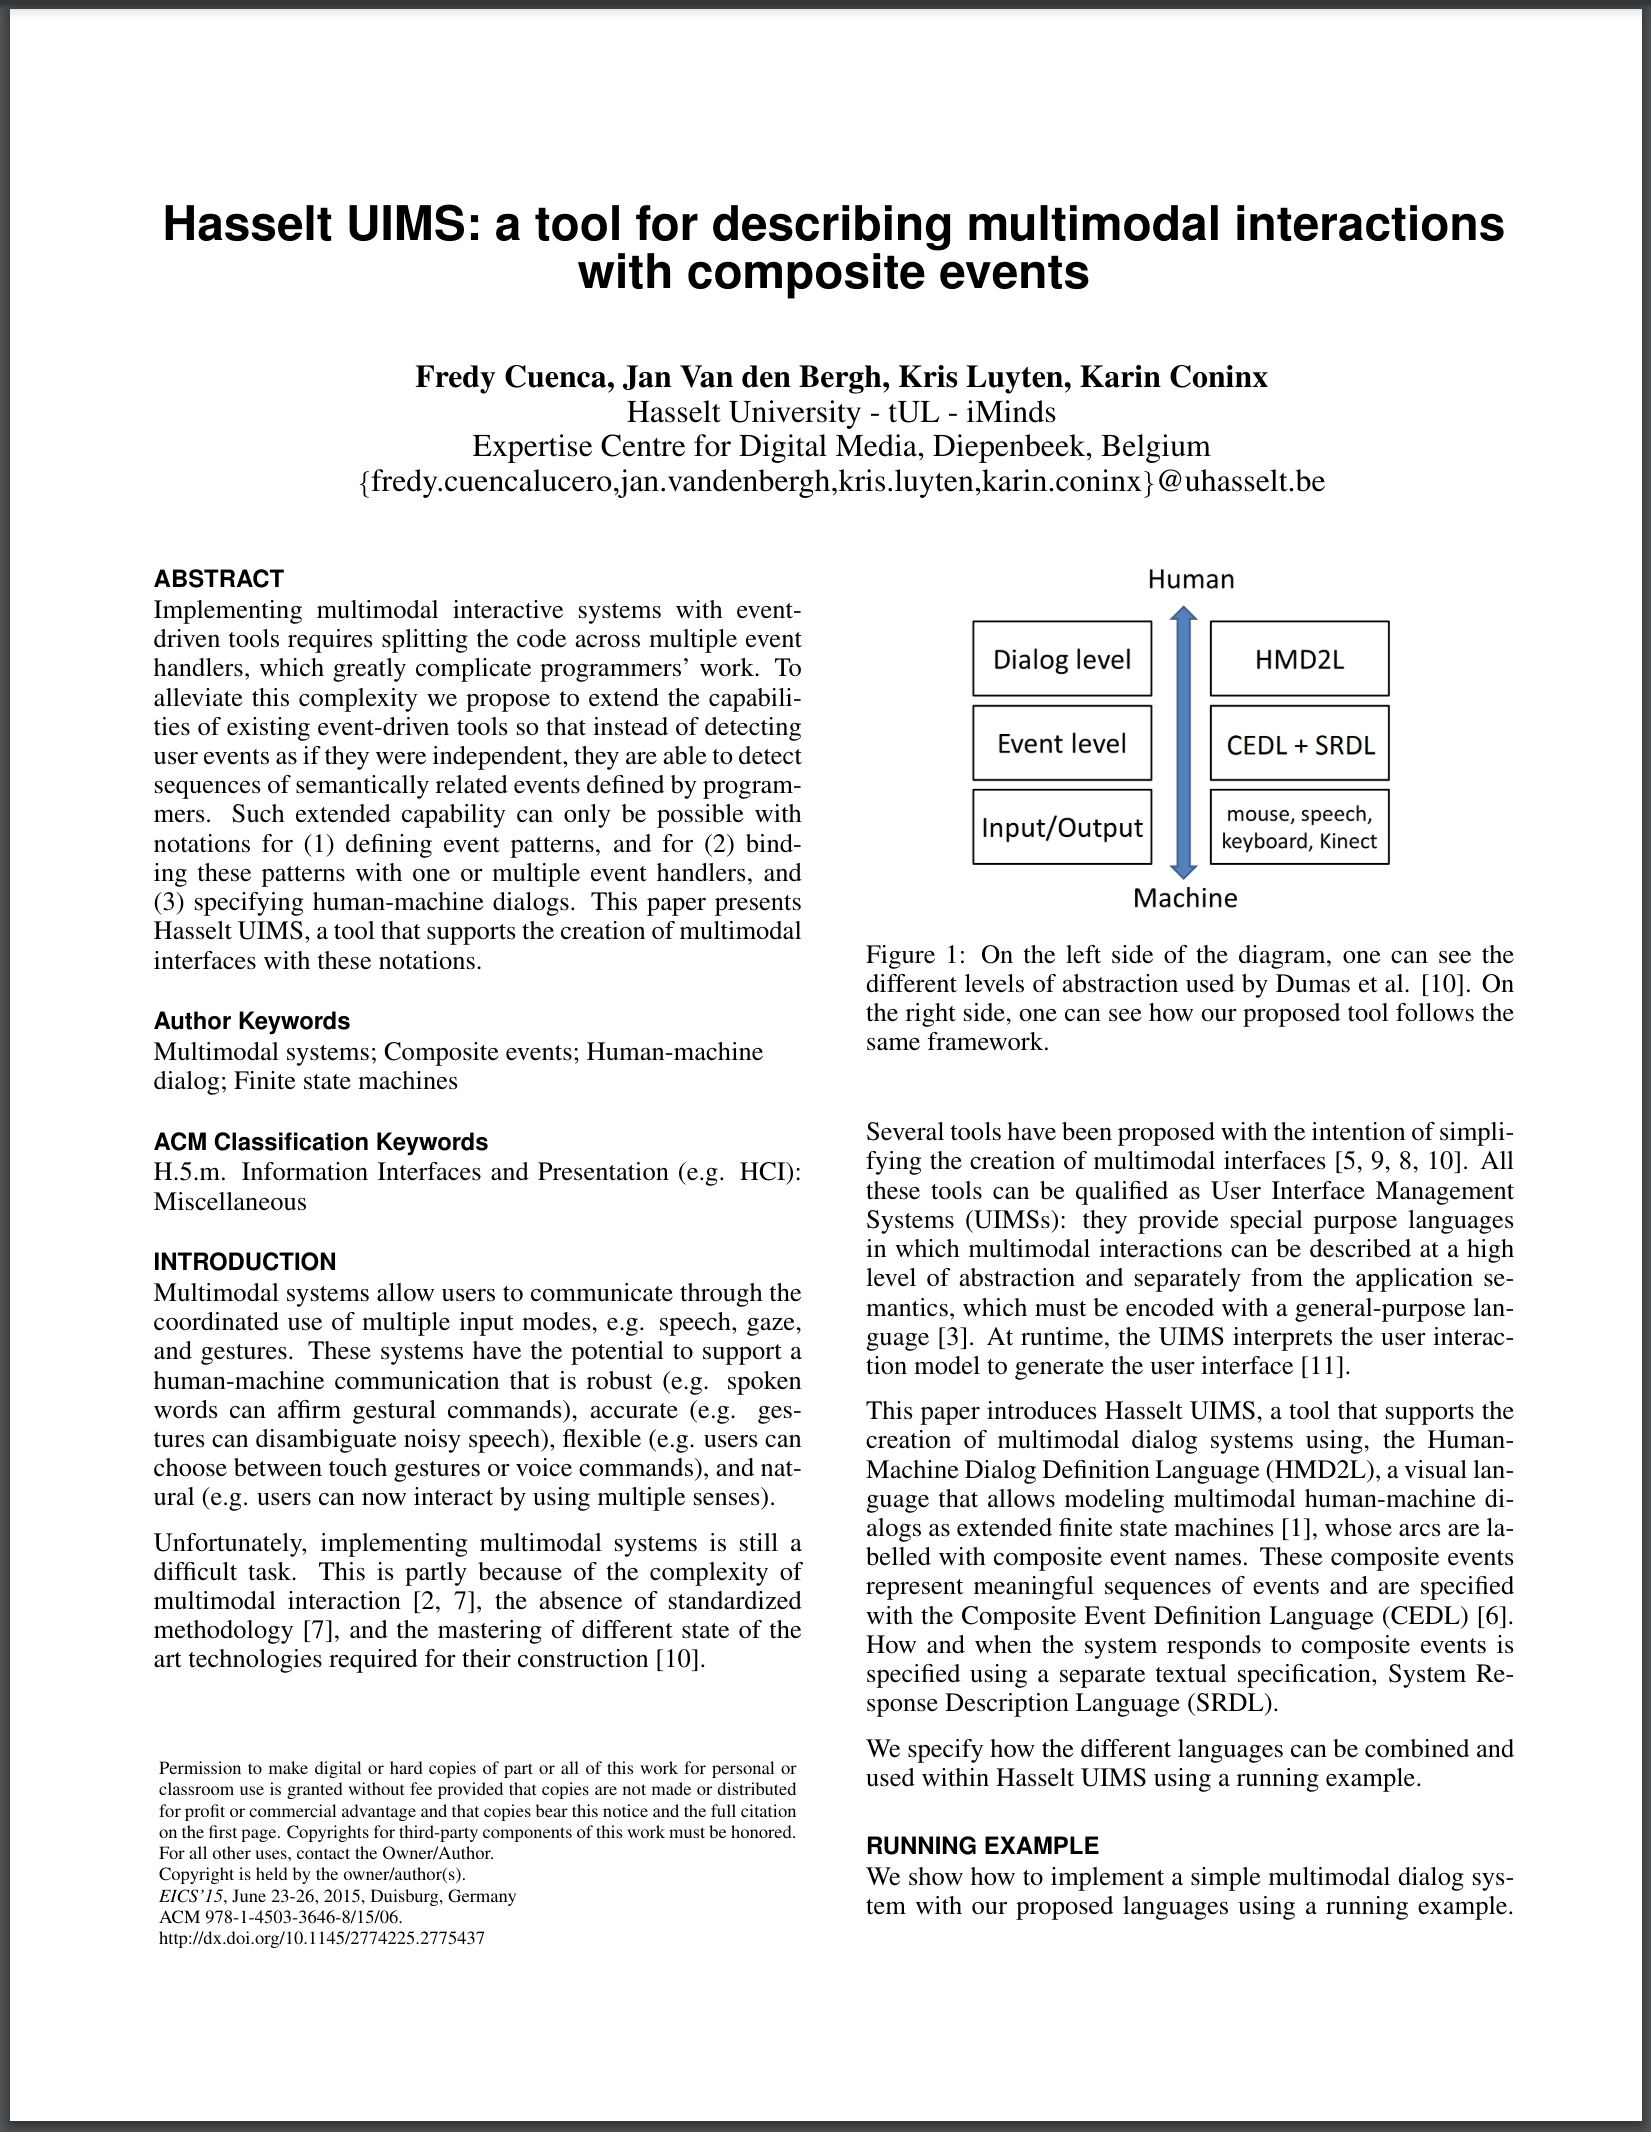 Hasselt UIMS: a tool for describing multimodal interactions
with composite events
Fredy Cuenca, Jan Van den Bergh, Kris Luyten, Karin Coninx
Hasselt University - tUL - iMinds
Expertise Centre for Digital Media, Diepenbeek, Belgium
{fredy.cuencalucero,jan.vandenbergh,kris.luyten,karin.coninx}@uhasselt.be
ABSTRACT
Implementing multimodal interactive systems with event-
driven tools requires splitting the code across multiple event
handlers, which greatly complicate programmers' work. To
alleviate this complexity we propose to extend the capabili-
ties of existing event-driven tools so that instead of detecting
user events as if they were independent, they are able to detect
sequences of semantically related events defined by program-
mers. Such extended capability can only be possible with
notations for (1) defining event patterns, and for (2) bind-
ing these patterns with one or multiple event handlers, and
(3) specifying human-machine dialogs. This paper presents
Hasselt UIMS, a tool that supports the creation of multimodal
interfaces with these notations.
Author Keywords
Multimodal systems; Composite events; Human-machine
dialog; Finite state machines
ACM Classification Keywords
H.5.m. Information Interfaces and Presentation (e.g. HCI):
Miscellaneous
INTRODUCTION
Multimodal systems allow users to communicate through the
coordinated use of multiple input modes, e.g. speech, gaze,
and gestures. These systems have the potential to support a
human-machine communication that is robust (e.g. spoken
words can affirm gestural commands), accurate (e.g. ges-
tures can disambiguate noisy speech), flexible (e.g. users can
choose between touch gestures or voice commands), and nat-
ural (e.g. users can now interact by using multiple senses).
Unfortunately, implementing multimodal systems is still a
difficult task. This is partly because of the complexity of
multimodal interaction [2, 7], the absence of standardized
methodology [7], and the mastering of different state of the
art technologies required for their construction [10].
Permission to make digital or hard copies of part or all of this work for personal or
classroom use is granted without fee provided that copies are not made or distributed
for profit or commercial advantage and that copies bear this notice and the full citation
on the first page. Copyrights for third-party components of this work must be honored.
For all other uses, contact the Owner/Author.
Copyright is held by the owner/author(s).
EICS'15, June 23-26, 2015, Duisburg, Germany
ACM 978-1-4503-3646-8/15/06.
http://dx.doi.org/10.1145/2774225.2775437
Human
Dialog level
HMD2L
Event level
CEDL + SRDL
Input/Output
mouse, speech,
keyboard, Kinect
Machine
Figure 1: On the left side of the diagram, one can see the
different levels of abstraction used by Dumas et al. [10]. On
the right side, one can see how our proposed tool follows the
same framework.
Several tools have been proposed with the intention of simpli-
fying the creation of multimodal interfaces [5, 9, 8, 10]. All
these tools can be qualified as User Interface Management
Systems (UIMSs): they provide special purpose languages
in which multimodal interactions can be described at a high
level of abstraction and separately from the application se-
mantics, which must be encoded with a general-purpose lan-
guage [3]. At runtime, the UIMS interprets the user interac-
tion model to generate the user interface [11].
This paper introduces Hasselt UIMS, a tool that supports the
creation of multimodal dialog systems using, the Human-
Machine Dialog Definition Language (HMD2L), a visual lan-
guage that allows modeling multimodal human-machine di-
alogs as extended finite state machines [1], whose arcs are la-
belled with composite event names. These composite events
represent meaningful sequences of events and are specified
with the Composite Event Definition Language (CEDL) [6].
How and when the system responds to composite events is
specified using a separate textual specification, System Re-
sponse Description Language (SRDL).
We specify how the different languages can be combined and
used within Hasselt UIMS using a running example.
RUNNING EXAMPLE
We show how to implement a simple multimodal dialog sys-
tem with our proposed languages using a running example.